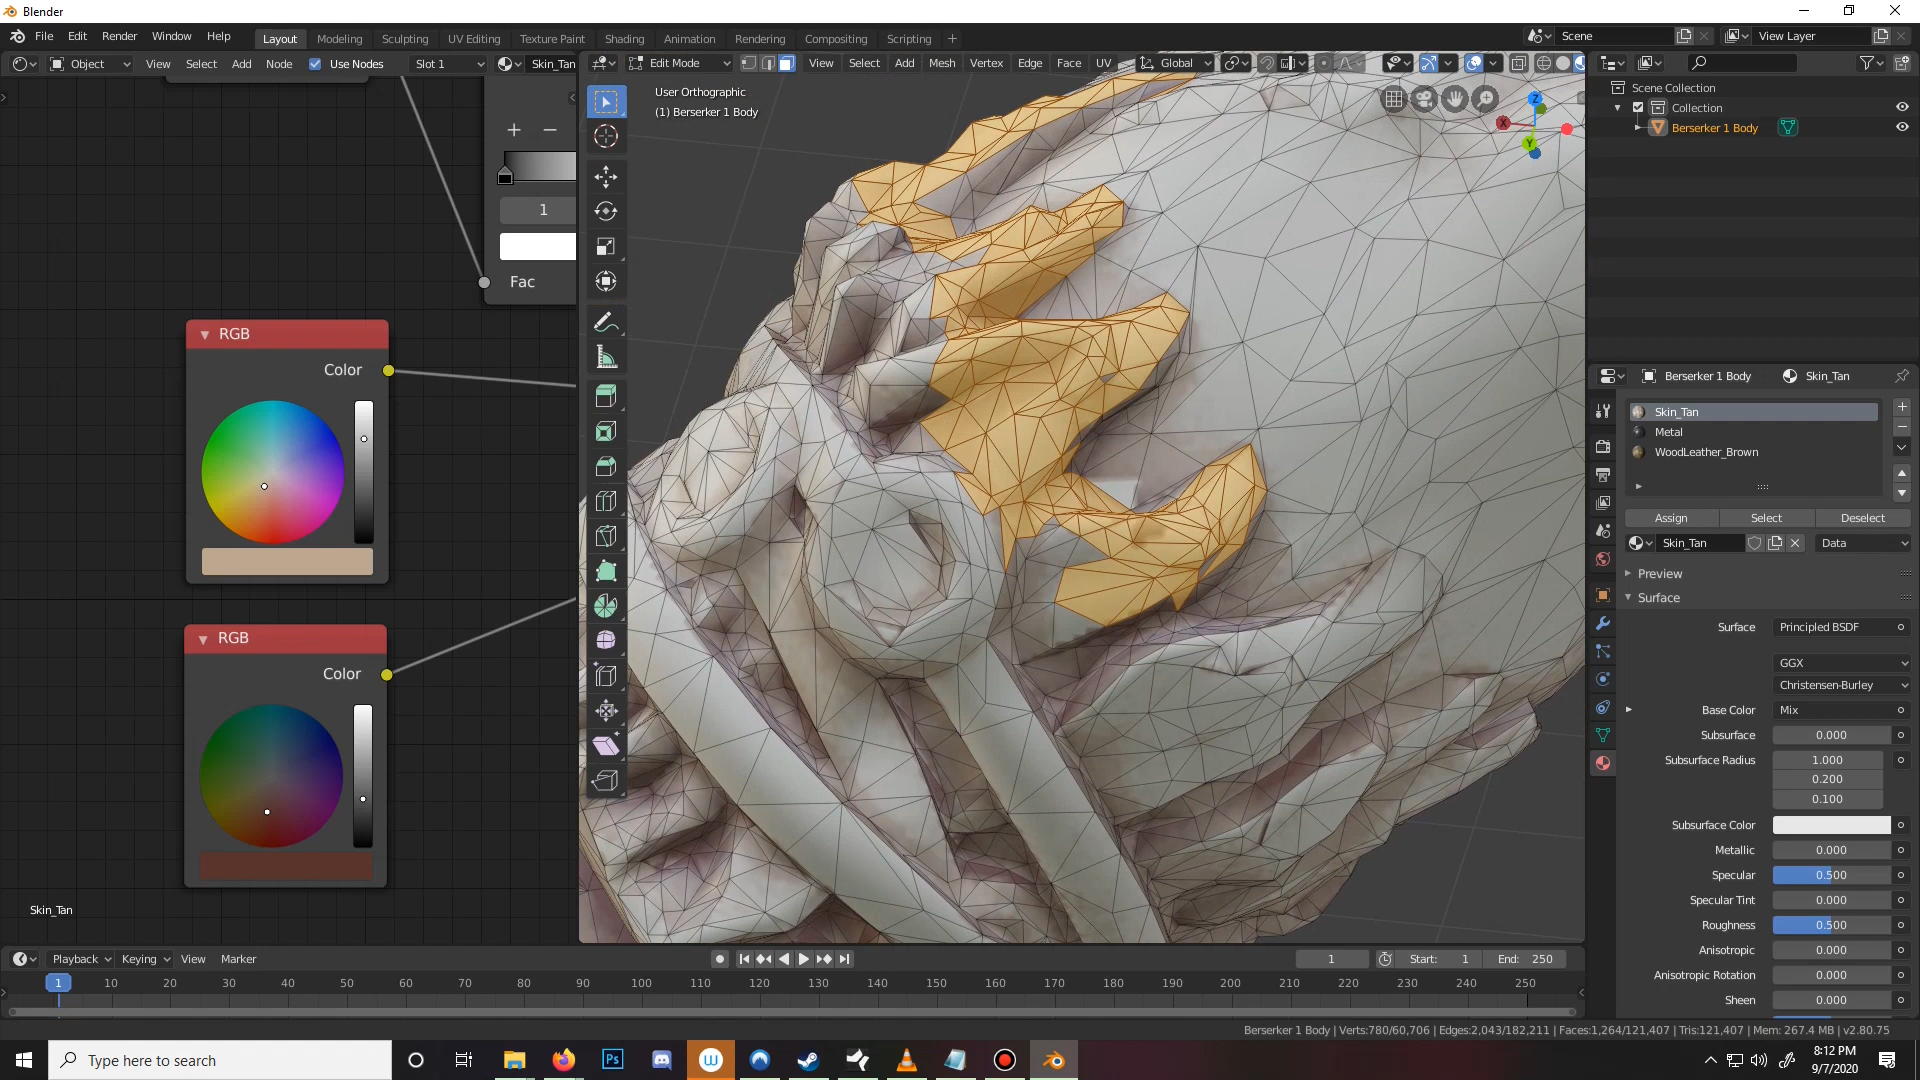 Blender
File Edit Render Window Help
Layout Modeling Sculpting UV Editing Texture Paint Shading Animation Rendering Compositing Scripting +
Scene
View Layer
Object View Select Add Node Use Nodes Slot 1 Skin_Tan
Edit Mode View Select Add Mesh Vertex Edge Face UV Global
User Orthographic
(1) Berserker 1 Body
Z
X
Y
Scene Collection
Collection
Berserker 1 Body
1
Fac
RGB
Color
RGB
Color
Skin_Tan
Berserker 1 Body Skin_Tan
Skin_Tan
Metal
WoodLeather_Brown
Assign Select Deselect
Skin_Tan Data
Preview
Surface
Surface Principled BSDF
GGX
Christensen-Burley
Base Color Mix
Subsurface 0.000
Subsurface Radius 1.000
0.200
0.100
Subsurface Color
Metallic 0.000
Specular 0.500
Specular Tint 0.000
Roughness 0.500
Anisotropic 0.000
Anisotropic Rotation 0.000
Sheen 0.000
Playback Keying View Marker
1 Start: 1 End: 250
1 10 20 30 40 50 60 70 80 90 100 110 120 130 140 150 160 170 180 190 200 210 220 230 240 250
Berserker 1 Body | Verts:780/60,706 | Edges:2,043/182,211 | Faces:1,264/121,407 | Tris:121,407 | Mem: 267.4 MB | v2.80.75
Type here to search
Ps
W
8:12 PM
9/7/2020